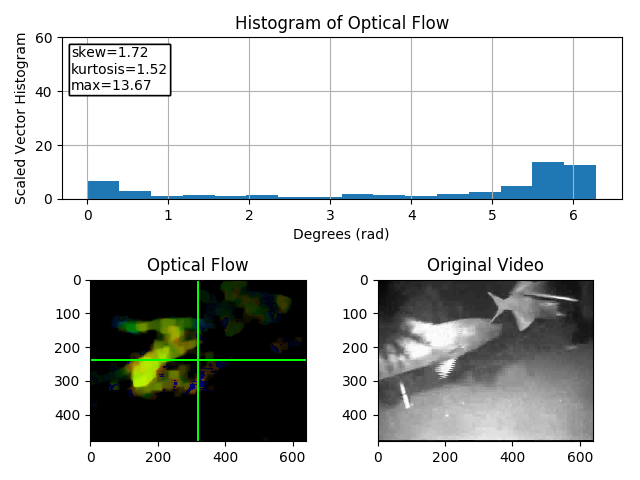 Histogram of Optical Flow
Scaled Vector Histogram
60
40
20
0
skew=1.72
kurtosis=1.52
max=13.67
0 1 2 3 4 5 6
Degrees (rad)
Optical Flow
0
100
200
300
400
0 200 400 600
Original Video
0
100
200
300
400
0 200 400 600